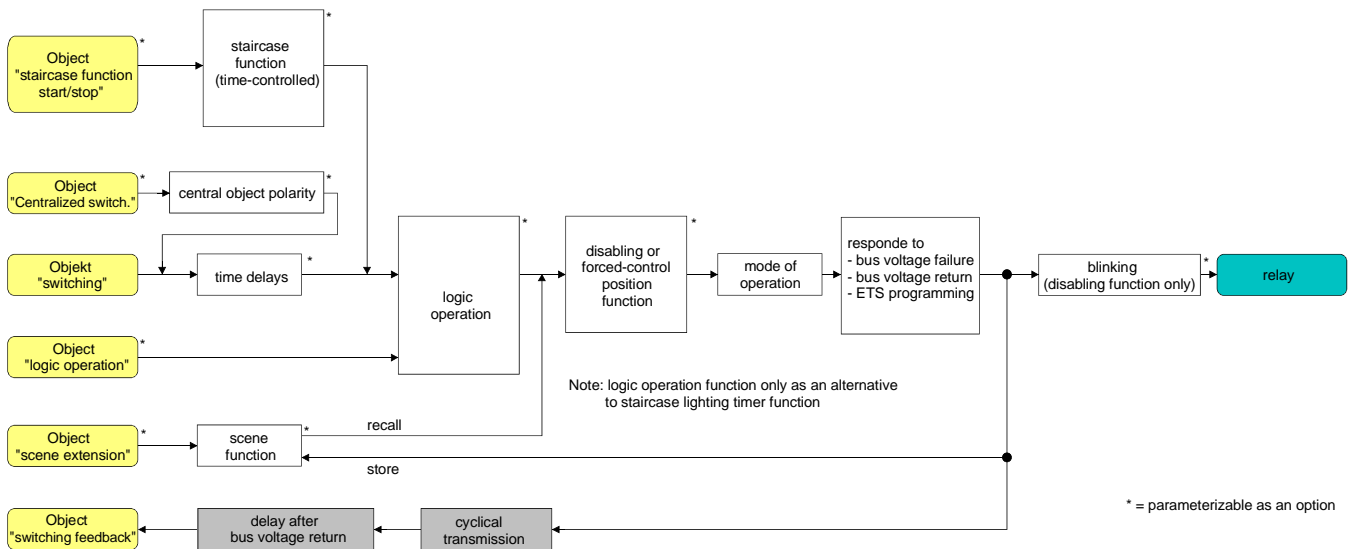 *
*
Object
"staircase function
start/stop"
staircase
function
(time-controlled)
*
*
Object
"Centralized switch."
central object polarity
*
*
*
*
Objekt
"switching"
time delays
logic
operation
disabling or
forced-control
position
function
mode of
operation
responde to
- bus voltage failure
- bus voltage return
- ETS programming
blinking
(disabling function only)
*
relay
*
Object
"logic operation"
Note: logic operation function only as an alternative
to staircase lighting timer function
*
*
Object
"scene extension"
scene
function
recall
store
* = parameterizable as an option
Object
"switching feedback"
delay after
bus voltage return
cyclical
transmission